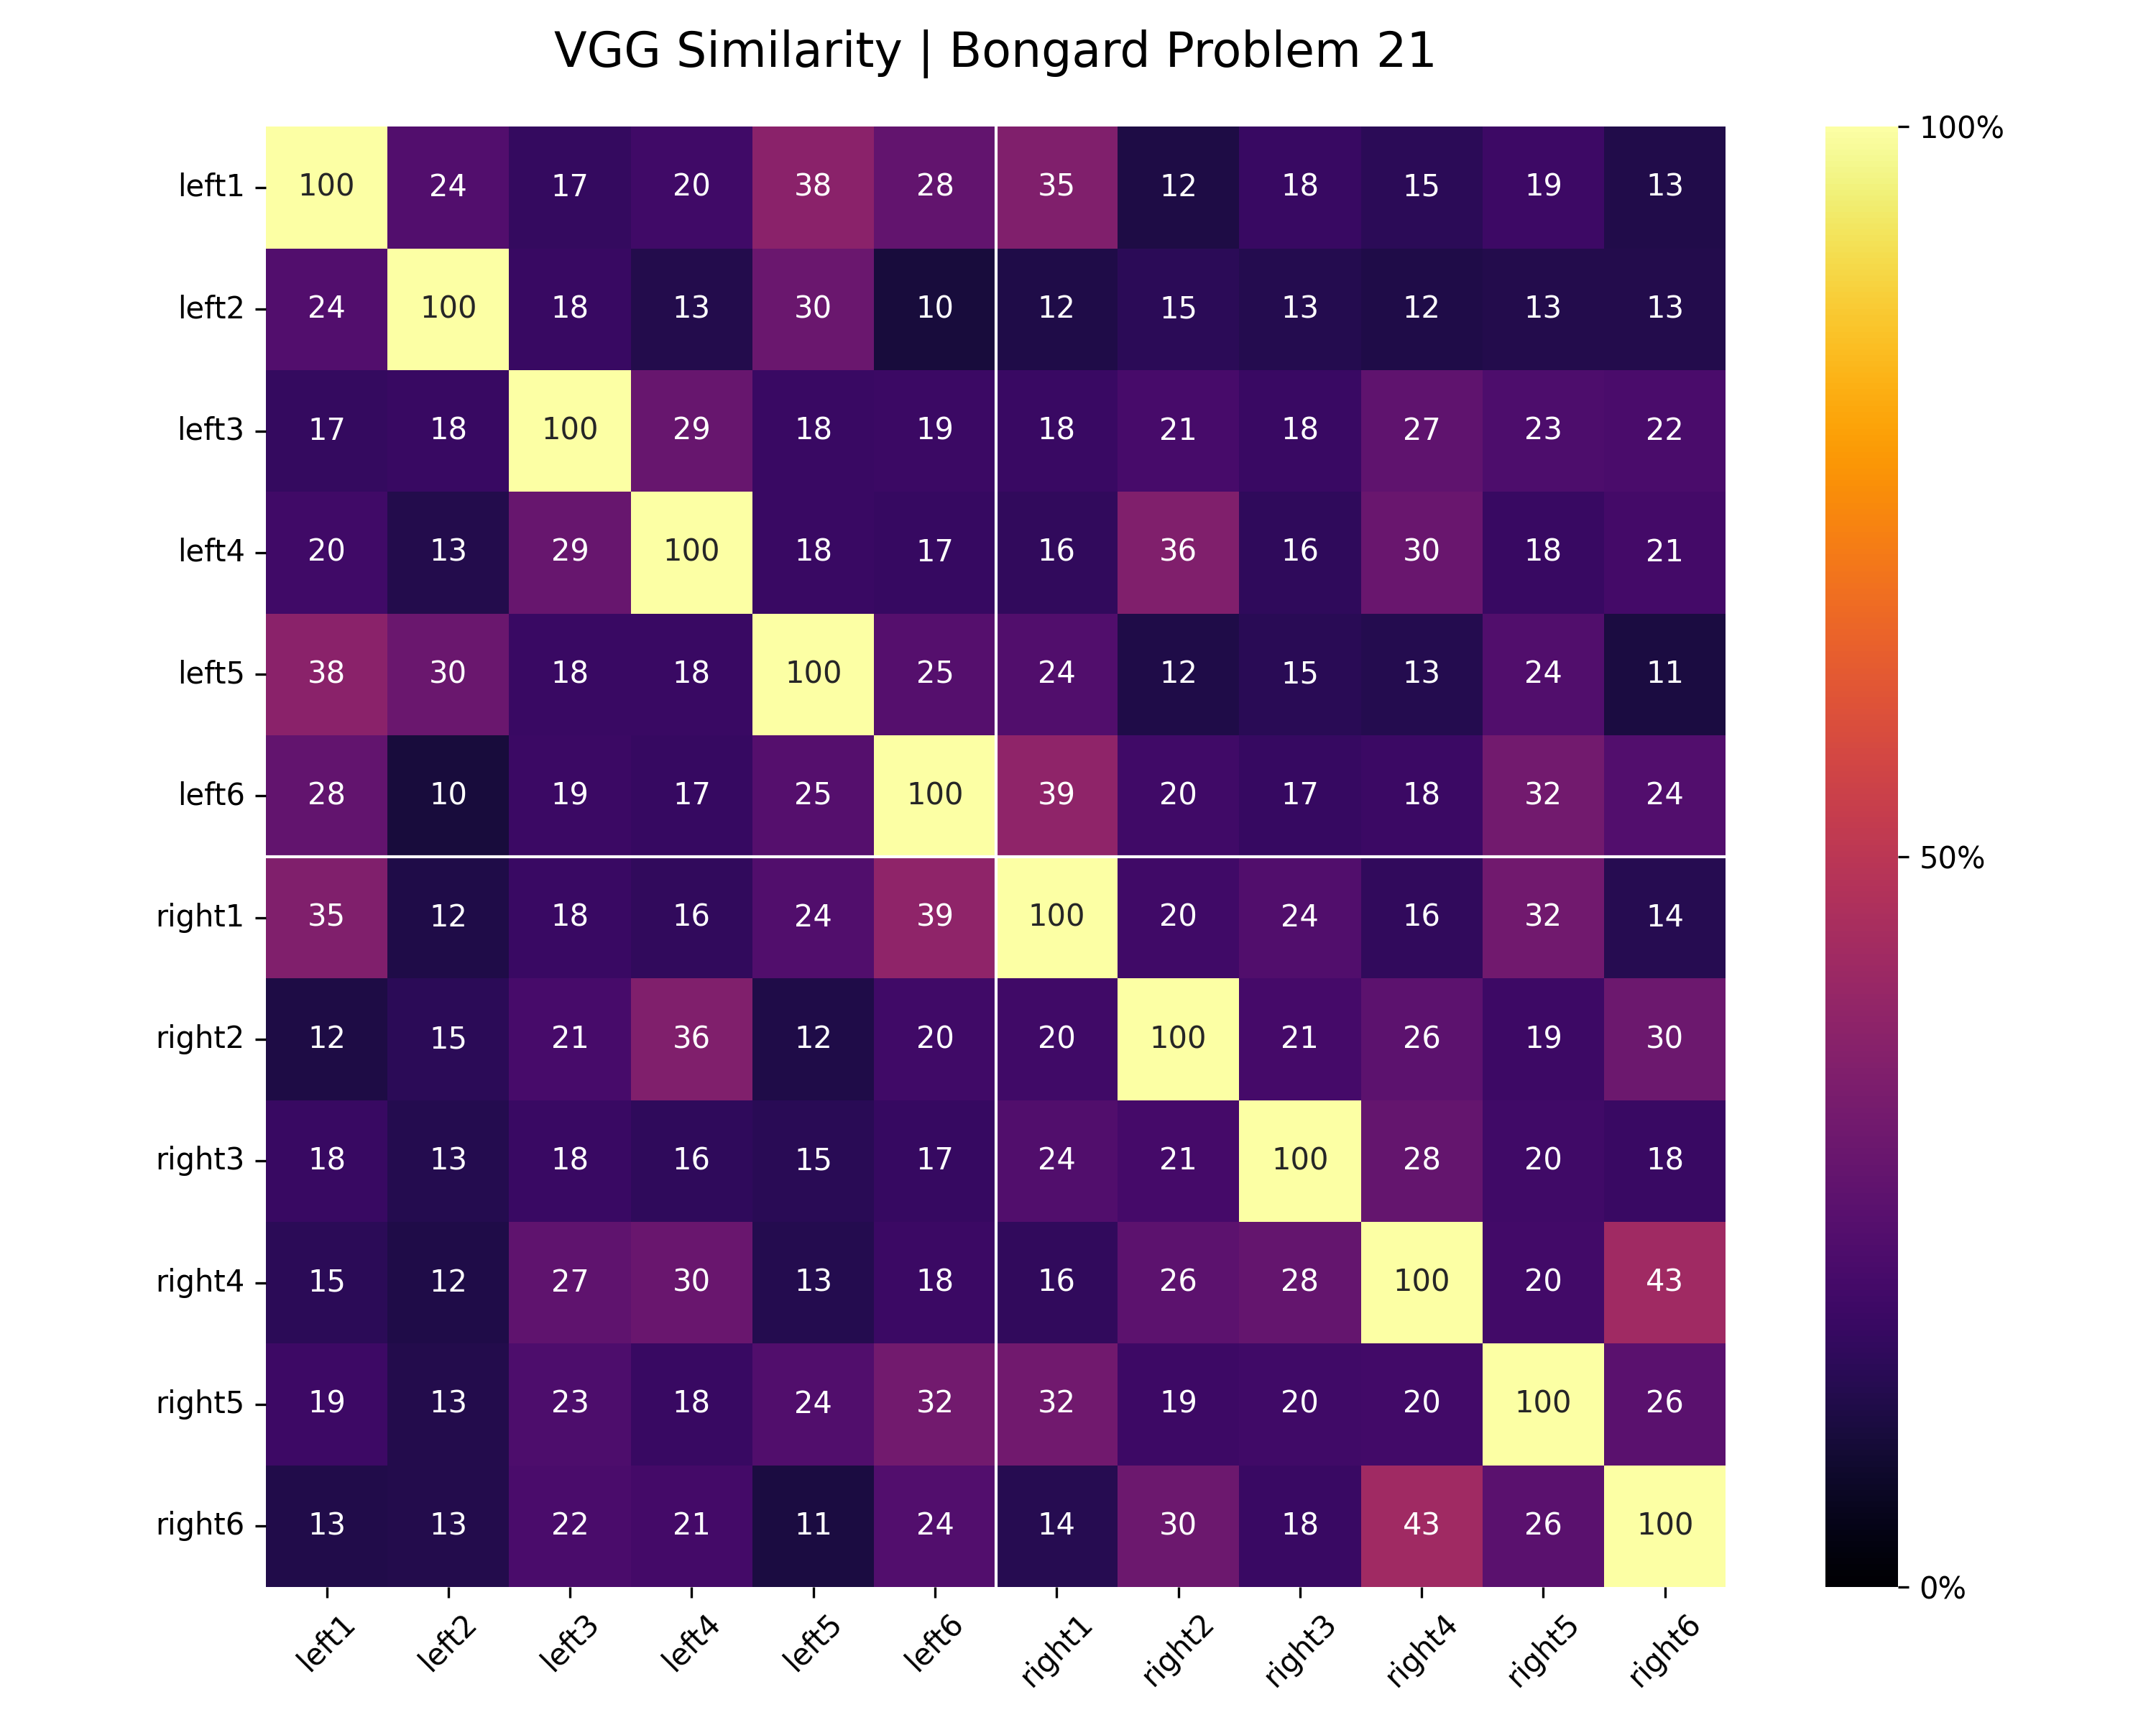 VGG Similarity | Bongard Problem 21
left1 100 24 17 20 38 28 35 12 18 15 19 13
left2 24 100 18 13 30 10 12 15 13 12 13 13
left3 17 18 100 29 18 19 18 21 18 27 23 22
left4 20 13 29 100 18 17 16 36 16 30 18 21
left5 38 30 18 18 100 25 24 12 15 13 24 11
left6 28 10 19 17 25 100 39 20 17 18 32 24
right1 35 12 18 16 24 39 100 20 24 16 32 14
right2 12 15 21 36 12 20 20 100 21 26 19 30
right3 18 13 18 16 15 17 24 21 100 28 20 18
right4 15 12 27 30 13 18 16 26 28 100 20 43
right5 19 13 23 18 24 32 32 19 20 20 100 26
right6 13 13 22 21 11 24 14 30 18 43 26 100
left1 left2 left3 left4 left5 left6 right1 right2 right3 right4 right5 right6
100%
50%
0%